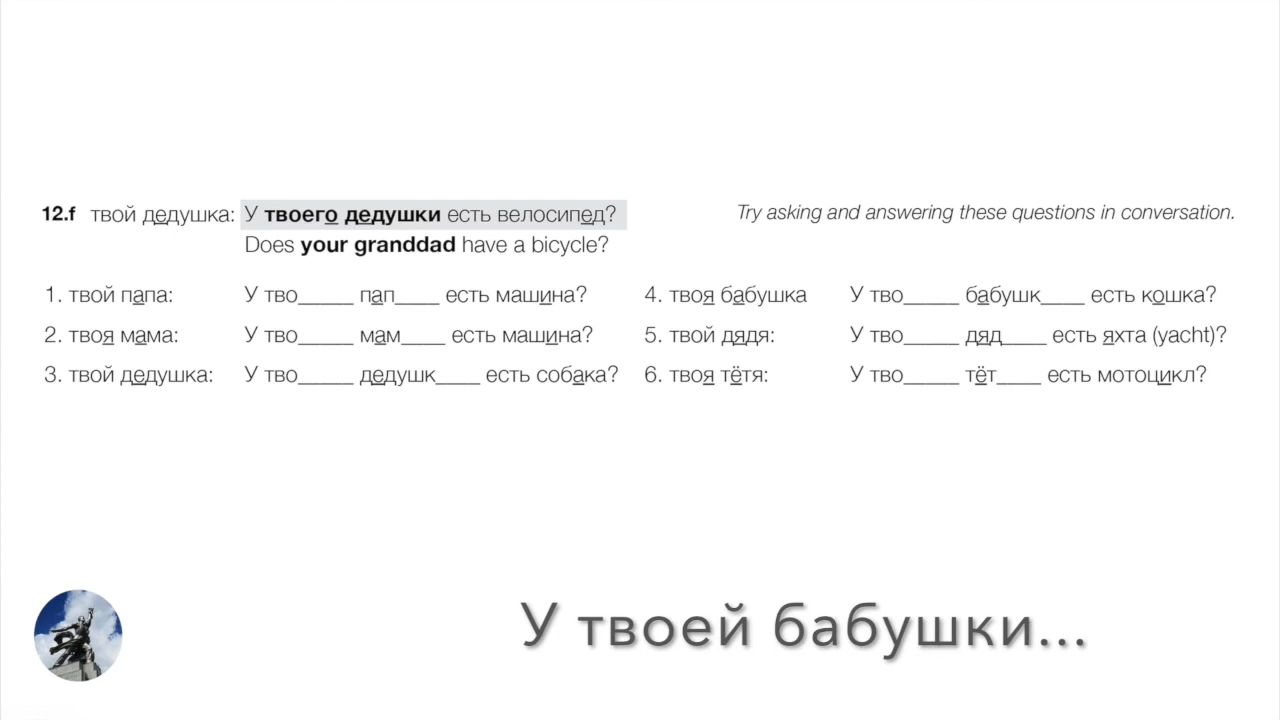 12.f твой дедушка: У твоего дедушки есть велосипед? Try asking and answering these questions in conversation.
Does your granddad have a bicycle?
1. твой папа: У тво_____ пап____ есть машина?
2. твоя мама: У тво_____ мам____ есть машина?
3. твой дедушка: У тво_____ дедушк____ есть собака?
4. твоя бабушка У тво_____ бабушк____ есть кошка?
5. твой дядя: У тво_____ дяд____ есть яхта (yacht)?
6. твоя тётя: У тво_____ тёт____ есть мотоцикл?
У твоей бабушки...